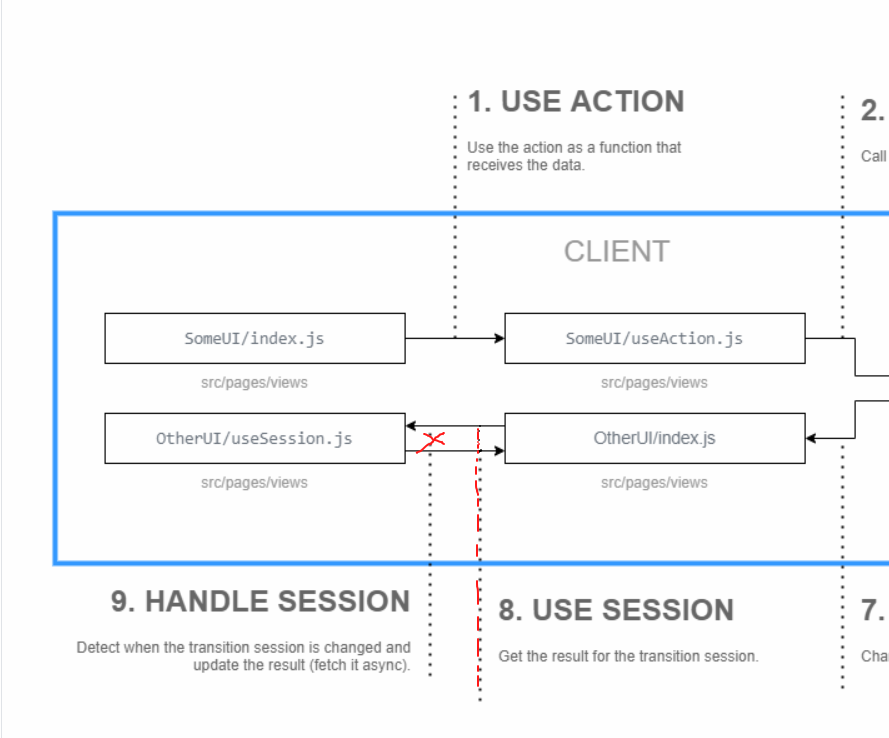 1. USE ACTION
2.
Use the action as a function that
receives the data.
Call
CLIENT
SomeUI/index.js
SomeUI/useAction.js
src/pages/views
src/pages/views
OtherUI/useSession.js
OtherUI/index.js
src/pages/views
src/pages/views
9. HANDLE SESSION
Detect when the transition session is changed and
update the result (fetch it async).
8. USE SESSION
Get the result for the transition session.
7.
Cha